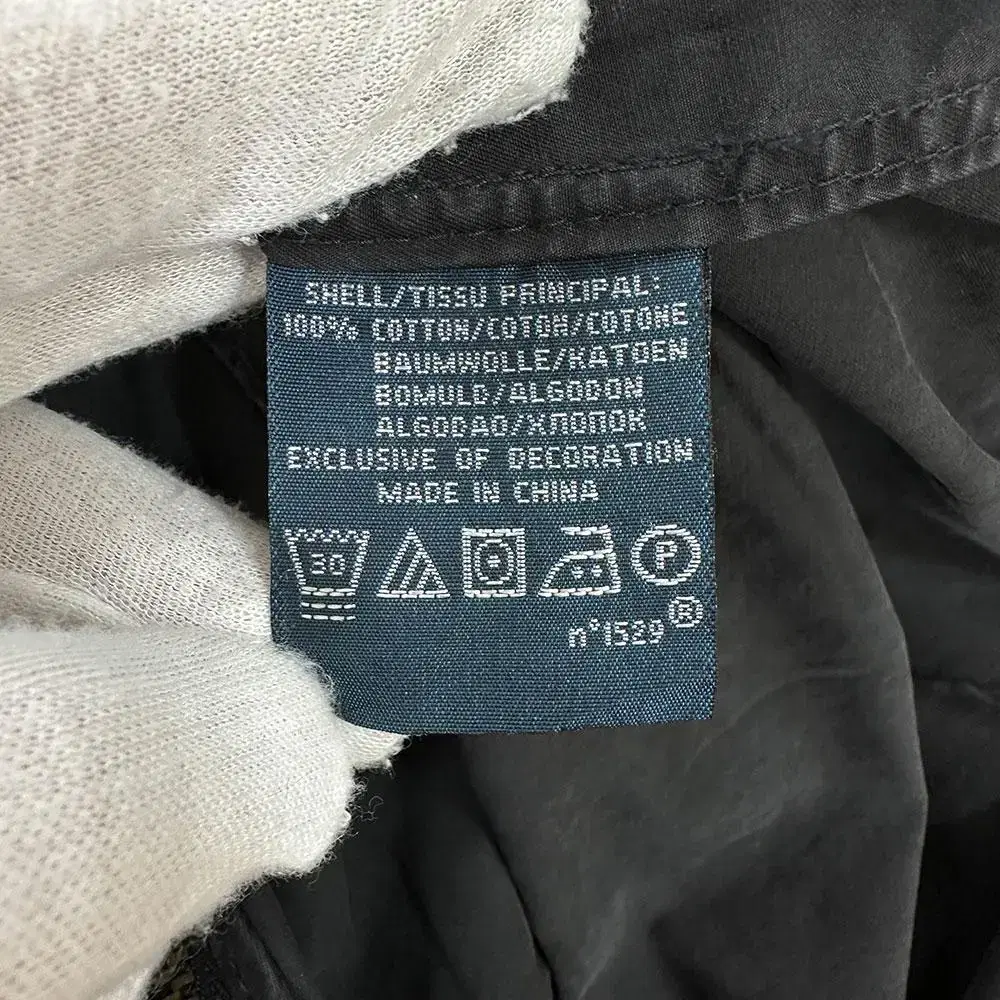 SHELL/TISSU PRINCIPAL:
100% COTTON/COTON/COTONE
BAUMWOLLE/KATOEN
BOMULD/ALGODON
ALGODAO/ХЛОПОК
EXCLUSIVE OF DECORATION
MADE IN CHINA
30 P
n°1529®